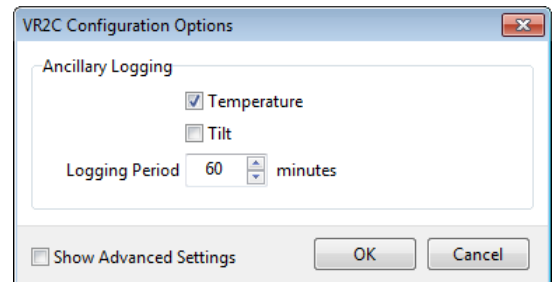 VR2C Configuration Options
Ancillary Logging
Temperature
Tilt
Logging Period 60 minutes
Show Advanced Settings OK Cancel